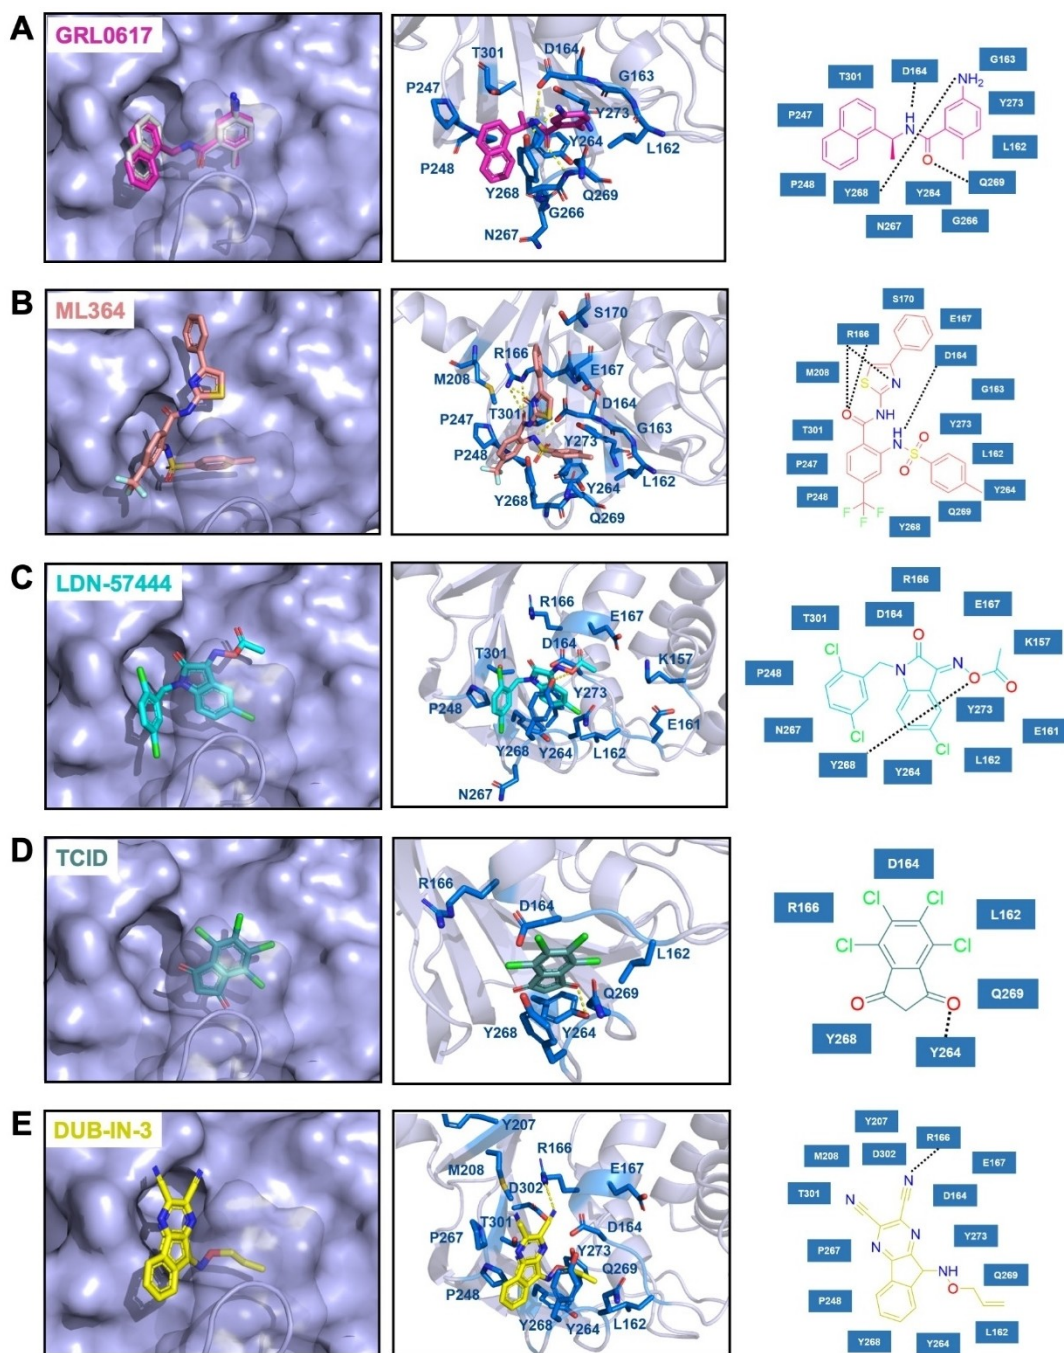 A
GRL0617
T301
D164
G163
P247
Y273
Y264
L162
P248
Y268
Q269
G266
N267
T301
D164
G163
NH2
Y273
P247
NH
L162
O
P248
Y268
Y264
Q269
N267
G266
B
ML364
S170
R166
E167
M208
D164
T301
P247
G163
Y273
P248
L162
Y264
Y268
Q269
S170
R166
E167
D164
M208
S
N
G163
O
NH
H
N
O
Y273
T301
S
L162
O
P247
Y264
P248
F
F
F
Q269
Y268
C
LDN-57444
R166
E167
D164
T301
K157
Y273
P248
E161
Y268
Y264
L162
N267
R166
T301
D164
E167
O
K157
Cl
N
N
O
P248
O
Y273
N267
Cl
Cl
E161
Y268
L162
Y264
D
TCID
R166
D164
L162
Q269
Y268
Y264
D164
R166
Cl
Cl
L162
Cl
Cl
Q269
O
O
Y268
Y264
E
DUB-IN-3
Y207
R166
M208
E167
D302
T301
D164
P267
Y273
Q269
P248
Y268
Y264
L162
Y207
R166
M208
D302
E167
N
T301
N
D164
N
Y273
P267
N
NH
Q269
O
P248
L162
Y268
Y264